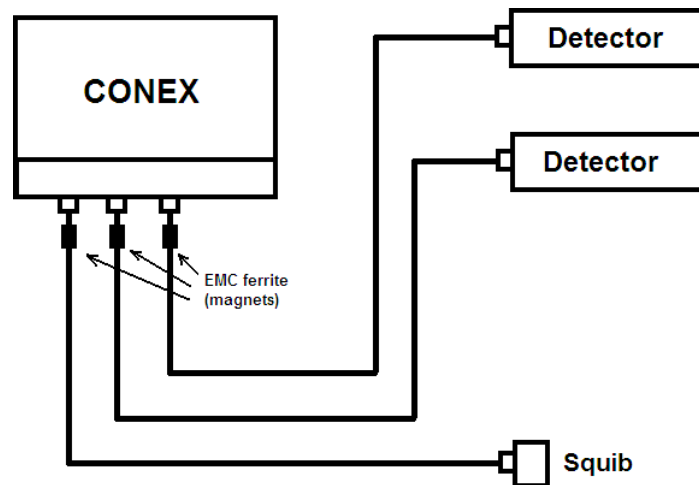 Detector
CONEX
Detector
EMC ferrite
(magnets)
Squib